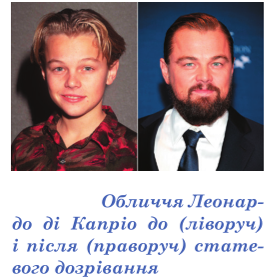 Обличчя Леонар-
до ді Капріо до (ліворуч)
і після (праворуч) стате-
вого дозрівання